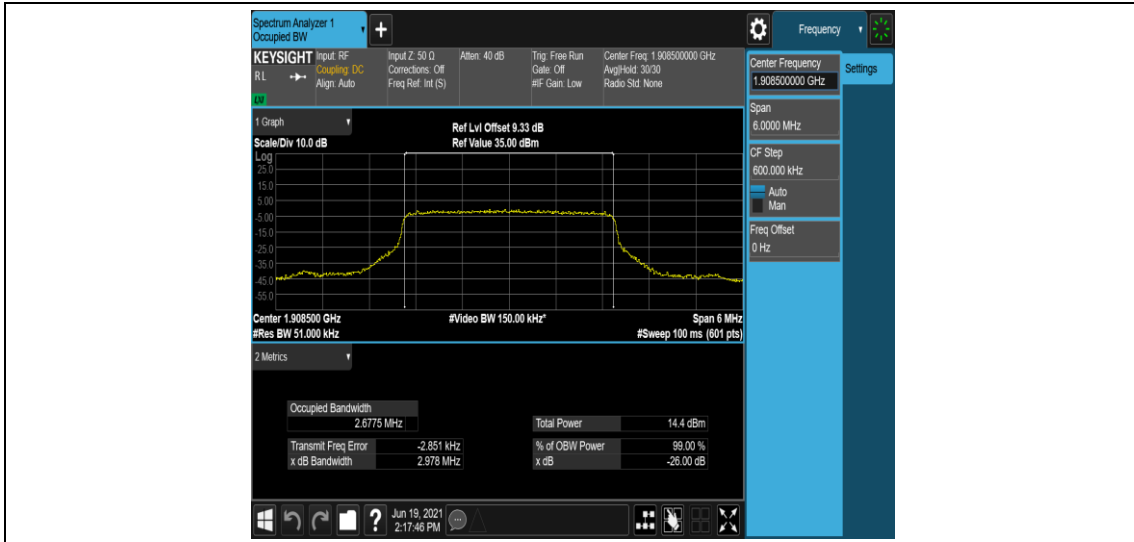 Spectrum Analyzer 1
Occupied BW
Frequency
KEYSIGHT Input: RF Input Z: 50 Ω Atten: 40 dB Trig: Free Run Center Freq: 1.908500000 GHz
RL Coupling: DC Corrections: Off Gate: Off Avg|Hold: 30/30
Align: Auto Freq Ref: Int (S) #IF Gain: Low Radio Std: None
Center Frequency
1.908500000 GHz
Settings
Span
6.0000 MHz
CF Step
600.000 kHz
Auto
Man
Freq Offset
0 Hz
1 Graph
Ref Lvl Offset 9.33 dB
Scale/Div 10.0 dB Ref Value 35.00 dBm
Log
25.0
15.0
5.00
-5.00
-15.0
-25.0
-35.0
-45.0
-55.0
Center 1.908500 GHz #Video BW 150.00 kHz* Span 6 MHz
#Res BW 51.000 kHz #Sweep 100 ms (601 pts)
2 Metrics
Occupied Bandwidth
2.6775 MHz
Total Power 14.4 dBm
Transmit Freq Error -2.851 kHz % of OBW Power 99.00 %
x dB Bandwidth 2.978 MHz x dB -26.00 dB
? Jun 19, 2021
2:17:46 PM